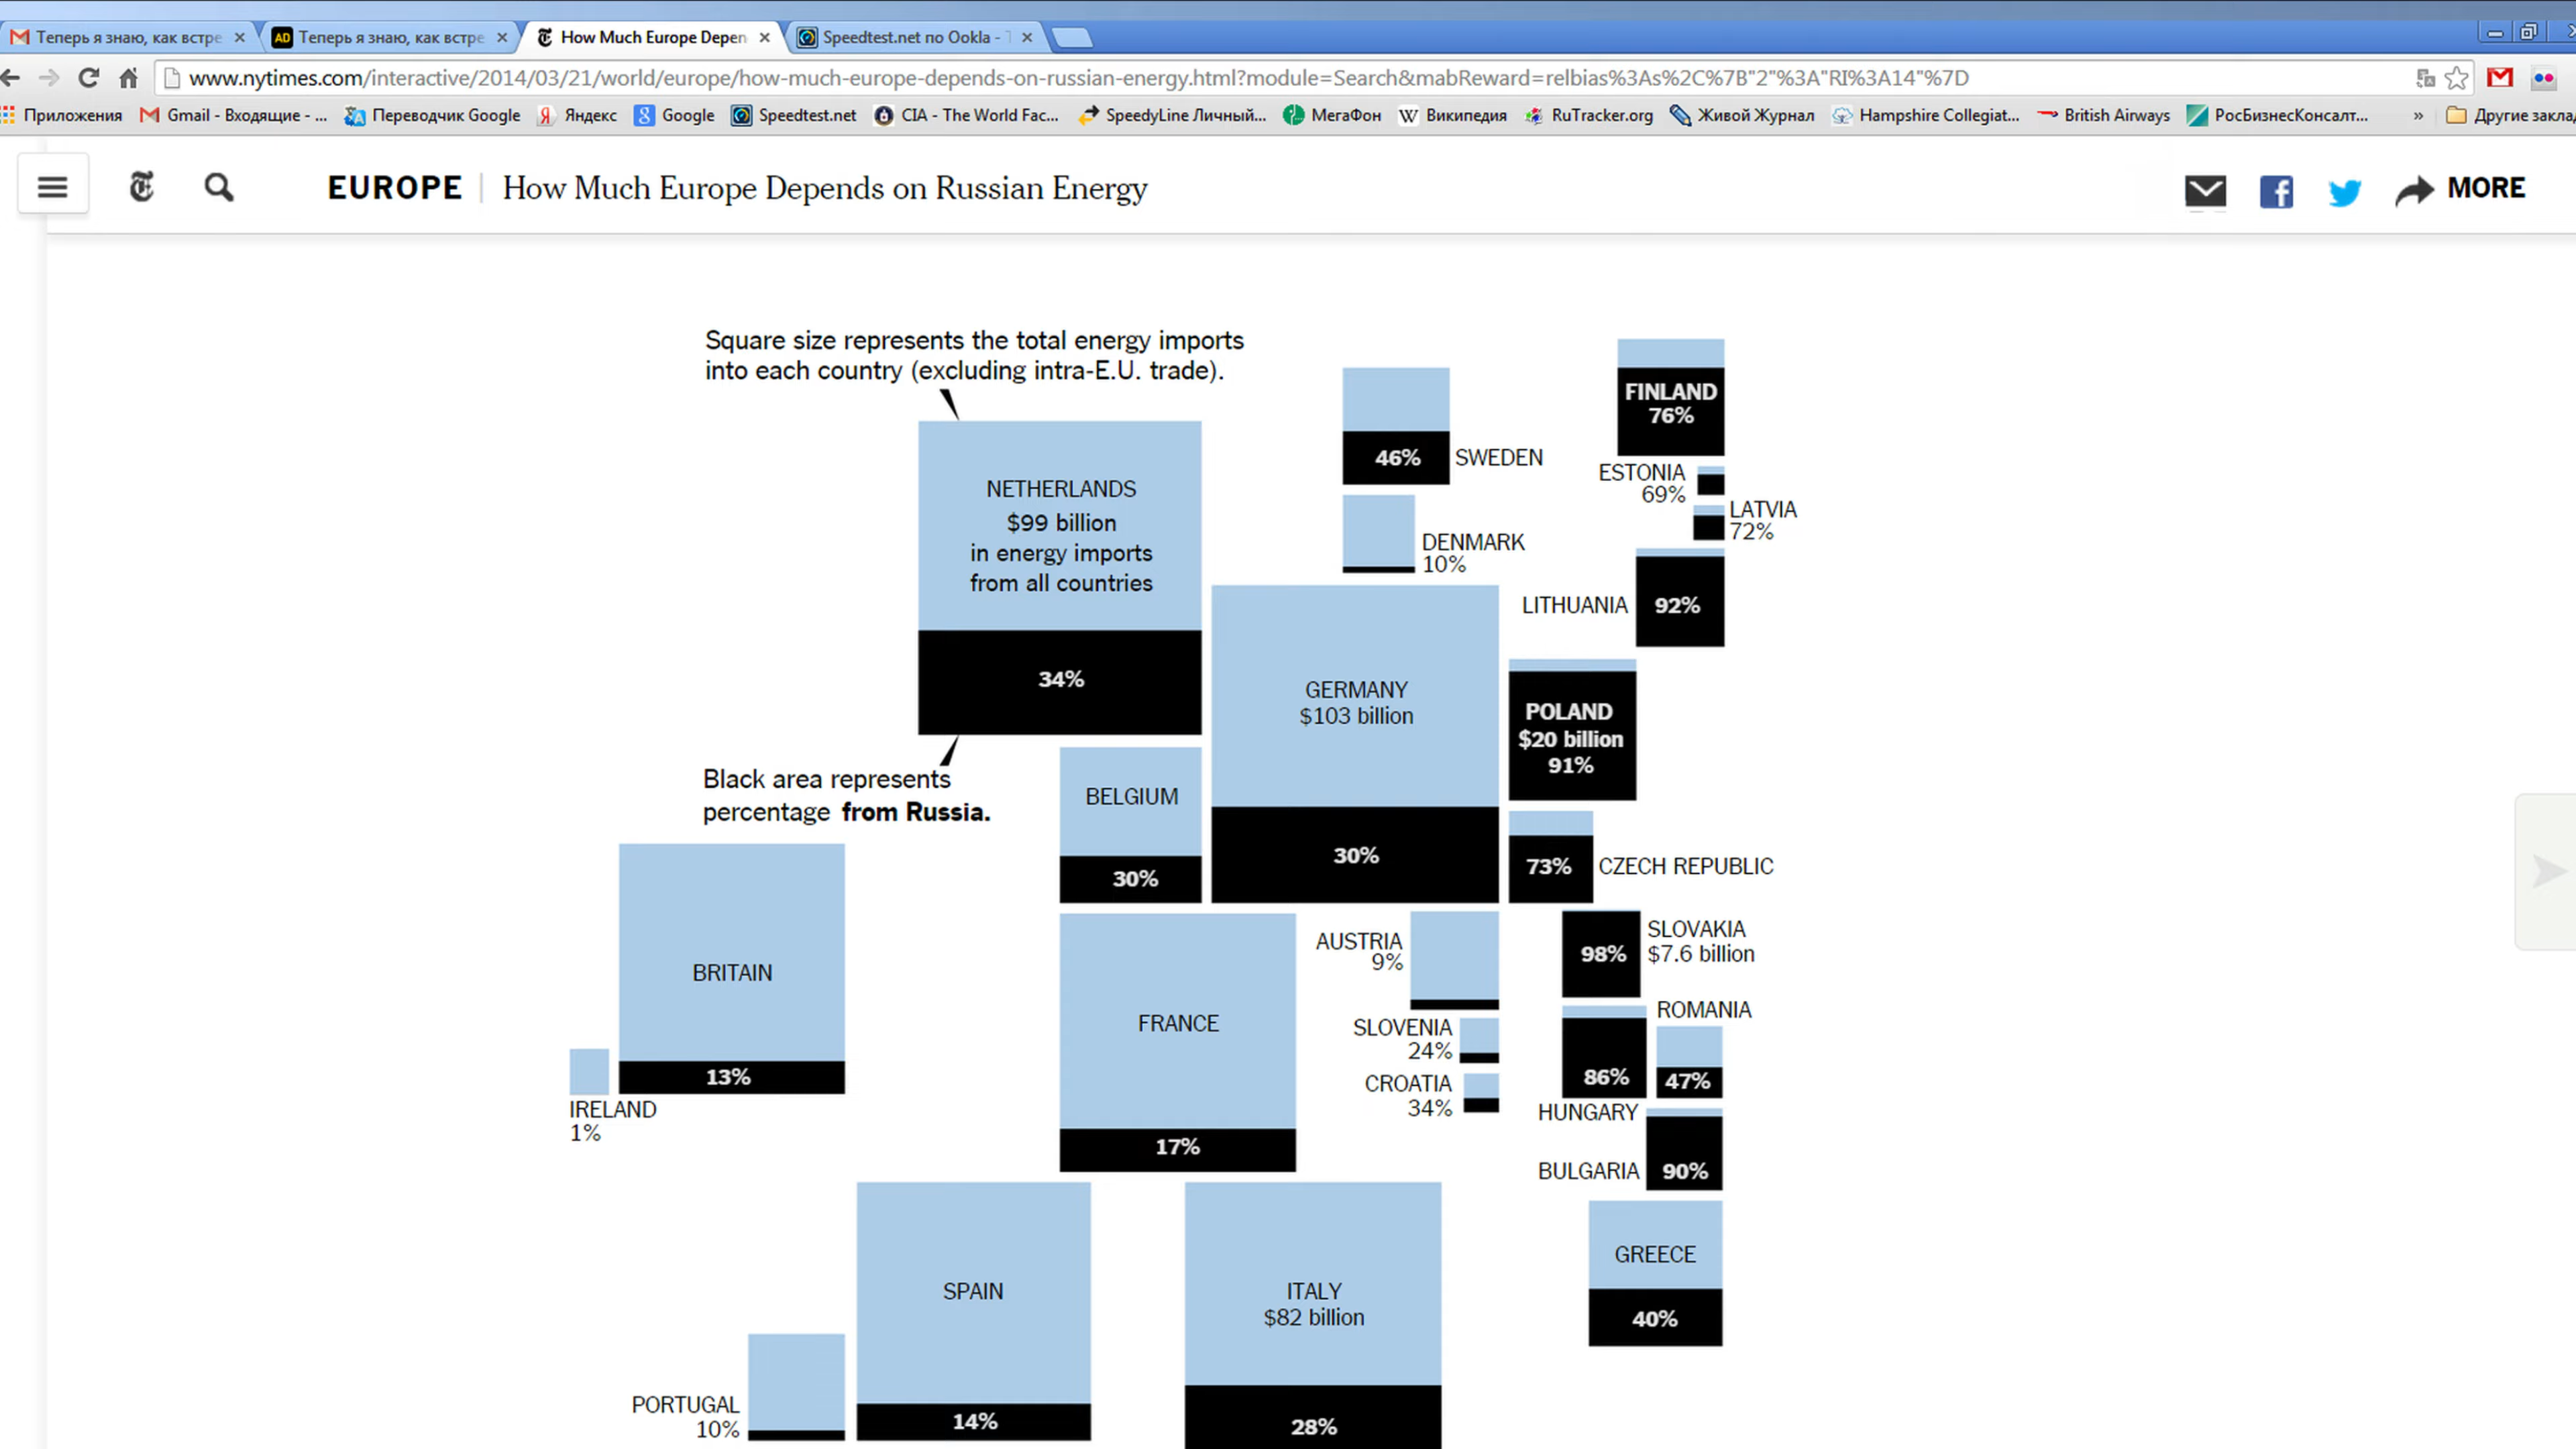 Теперь я знаю, как встре
Теперь я знаю, как встре
How Much Europe Depen
Speedtest.net по Ookla -
www.nytimes.com/interactive/2014/03/21/world/europe/how-much-europe-depends-on-russian-energy.html?module=Search&mabReward=relbias%3As%2C%7B"2"%3A"RI%3A14"%7D
Приложения
Gmail - Входящие - ...
Переводчик Google
Яндекс
Google
Speedtest.net
CIA - The World Fac...
SpeedyLine Личный...
МегаФон
Википедия
RuTracker.org
Живой Журнал
Hampshire Collegiat...
British Airways
РосБизнесКонсалт...
» Другие заклад
EUROPE | How Much Europe Depends on Russian Energy
MORE
Square size represents the total energy imports
into each country (excluding intra-E.U. trade).
NETHERLANDS
$99 billion
in energy imports
from all countries
34%
Black area represents
percentage from Russia.
46% SWEDEN
DENMARK
10%
FINLAND
76%
ESTONIA
69%
LATVIA
72%
LITHUANIA 92%
GERMANY
$103 billion
30%
POLAND
$20 billion
91%
BELGIUM
30%
73% CZECH REPUBLIC
BRITAIN
13%
IRELAND
1%
FRANCE
17%
AUSTRIA
9%
SLOVENIA
24%
CROATIA
34%
98%
SLOVAKIA
$7.6 billion
ROMANIA
47%
86%
HUNGARY
BULGARIA 90%
SPAIN
14%
ITALY
$82 billion
28%
GREECE
40%
PORTUGAL
10%